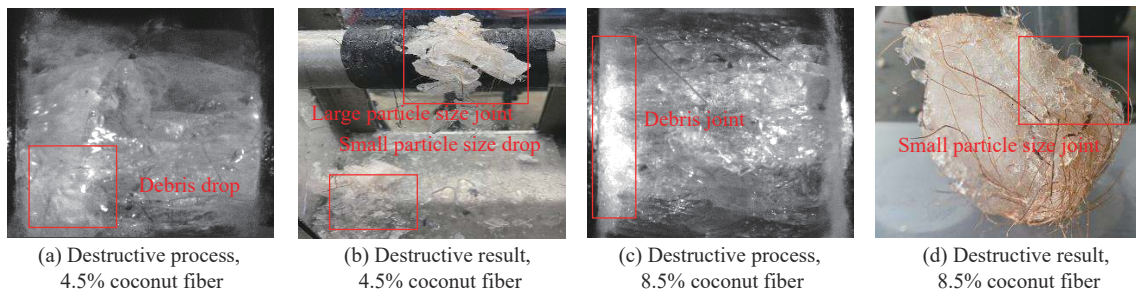 Debris drop
Large particle size joint
Small particle size drop
Debris joint
Small particle size joint
(a) Destructive process,
4.5% coconut fiber
(b) Destructive result,
4.5% coconut fiber
(c) Destructive process,
8.5% coconut fiber
(d) Destructive result,
8.5% coconut fiber